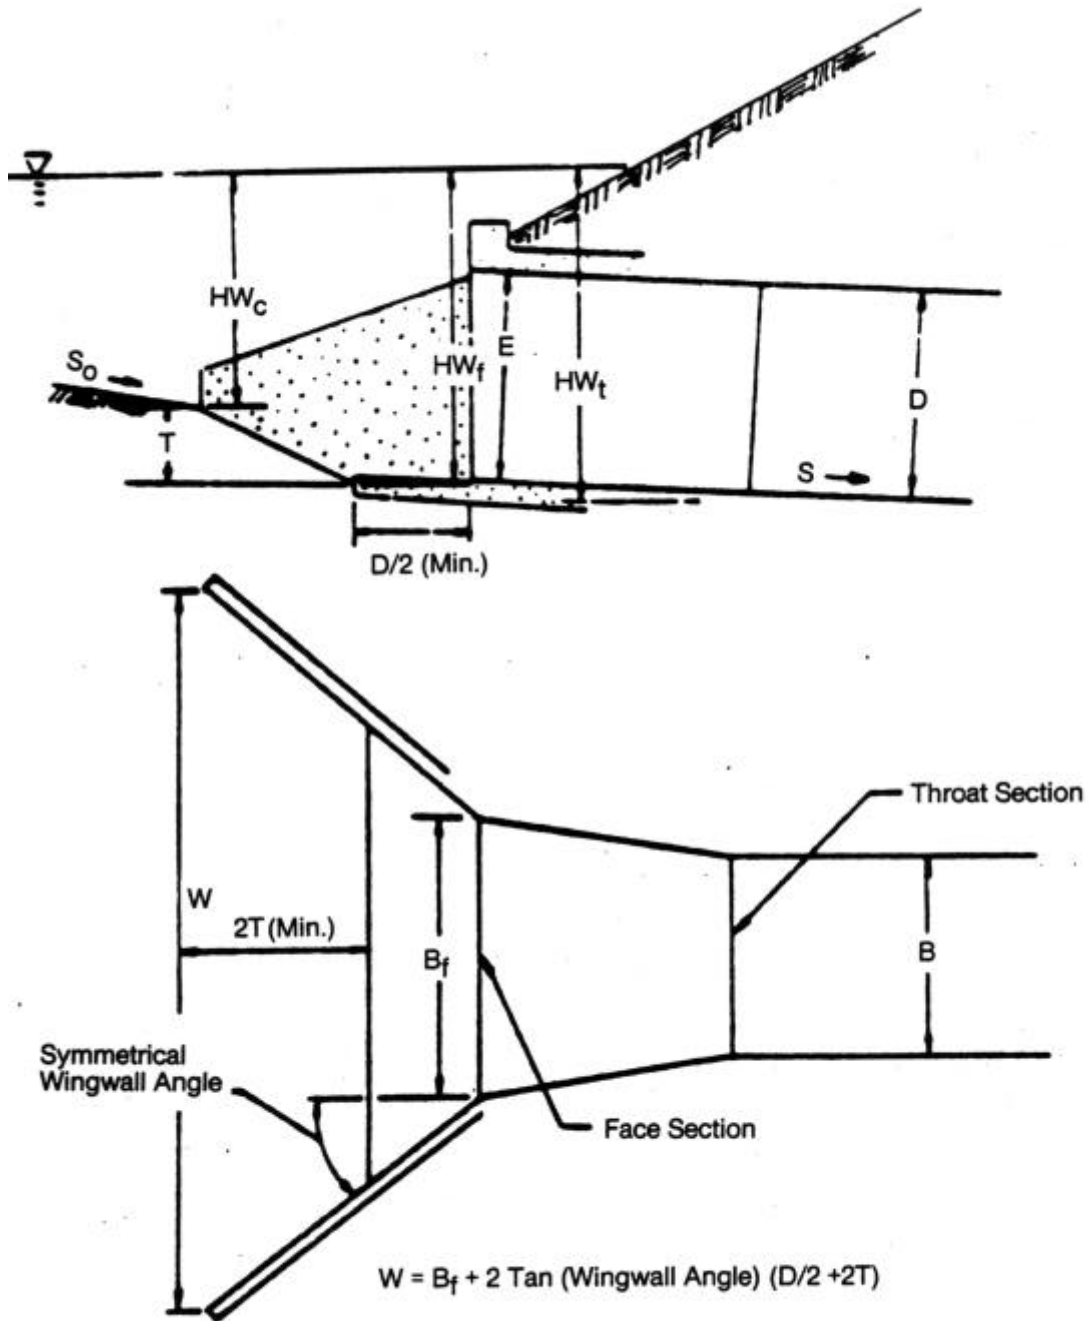 HWc
So
T
HWf
E
HWt
D
S
D/2 (Min.)
W
2T (Min.)
Bf
B
Throat Section
Symmetrical
Wingwall Angle
Face Section
W = Bf + 2 Tan (Wingwall Angle) (D/2 +2T)